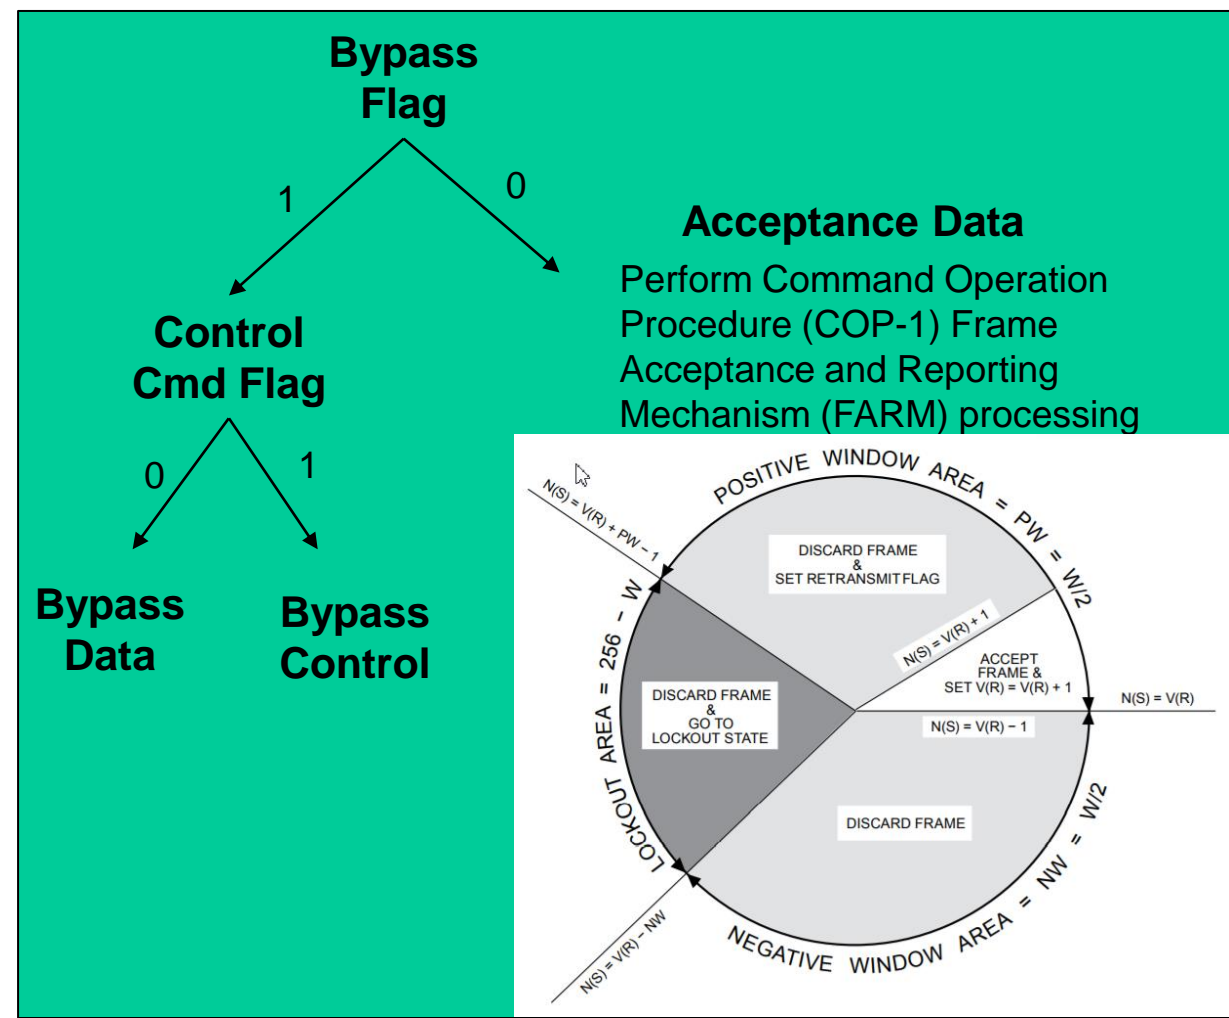 Bypass
Flag
1
0
Acceptance Data
Perform Command Operation
Procedure (COP-1) Frame
Acceptance and Reporting
Mechanism (FARM) processing
Control
Cmd Flag
0
1
Bypass
Data
Bypass
Control
POSITIVE WINDOW AREA = PW = W/2
N(S) = V(R) + PW − 1
DISCARD FRAME
&
SET RETRANSMIT FLAG
N(S) = V(R) + 1
ACCEPT
FRAME &
SET V(R) = V(R) + 1
N(S) = V(R)
N(S) = V(R) − 1
LOCKOUT AREA = 256 − W
DISCARD FRAME
&
GO TO
LOCKOUT STATE
DISCARD FRAME
N(S) = V(R) − NW
NEGATIVE WINDOW AREA = NW = W/2